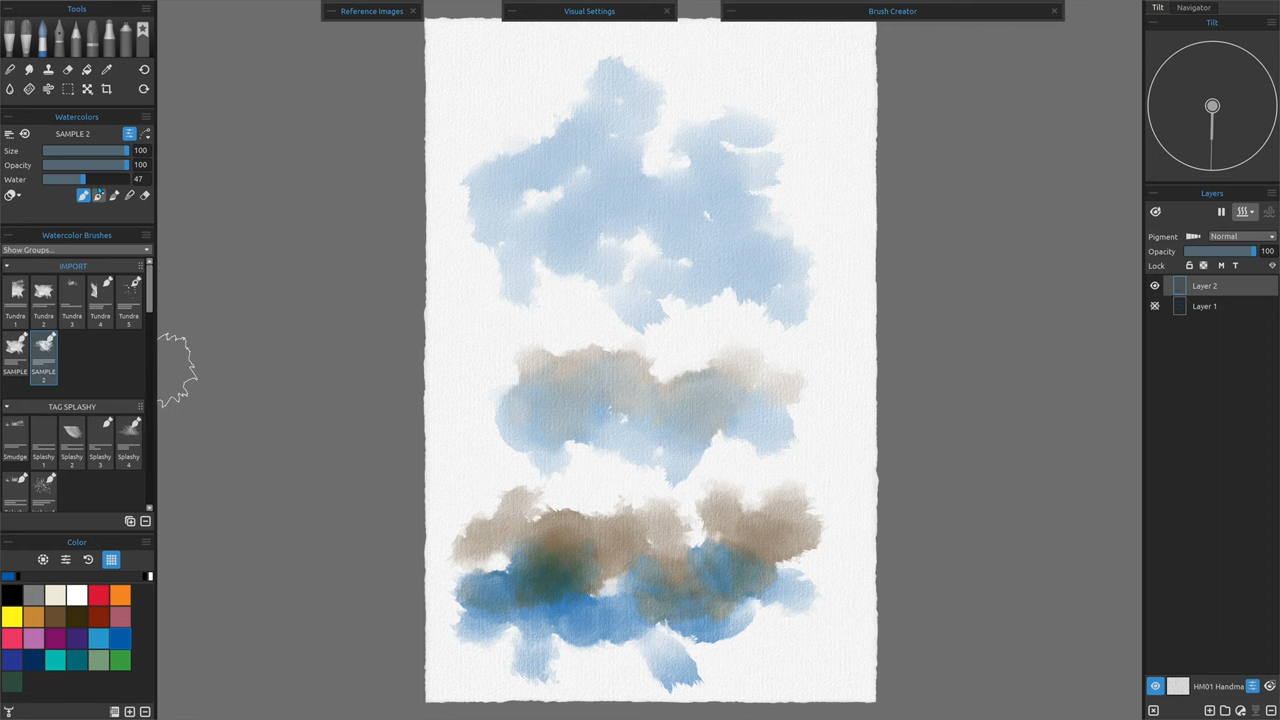 Tools
Reference Images
Visual Settings
Brush Creator
Tilt
Navigator
Tilt
Watercolors
SAMPLE 2
Size 100
Opacity 100
Water 47
Watercolor Brushes
Show Groups...
IMPORT
Tundra 1
Tundra 2
Tundra 3
Tundra 4
Tundra 5
SAMPLE
SAMPLE 2
TAG SPLASHY
Smudge
Splashy 1
Splashy 2
Splashy 3
Splashy 4
Color
Layers
Pigment Normal
Opacity 100
Lock M T
Layer 2
Layer 1
HM01 Handma